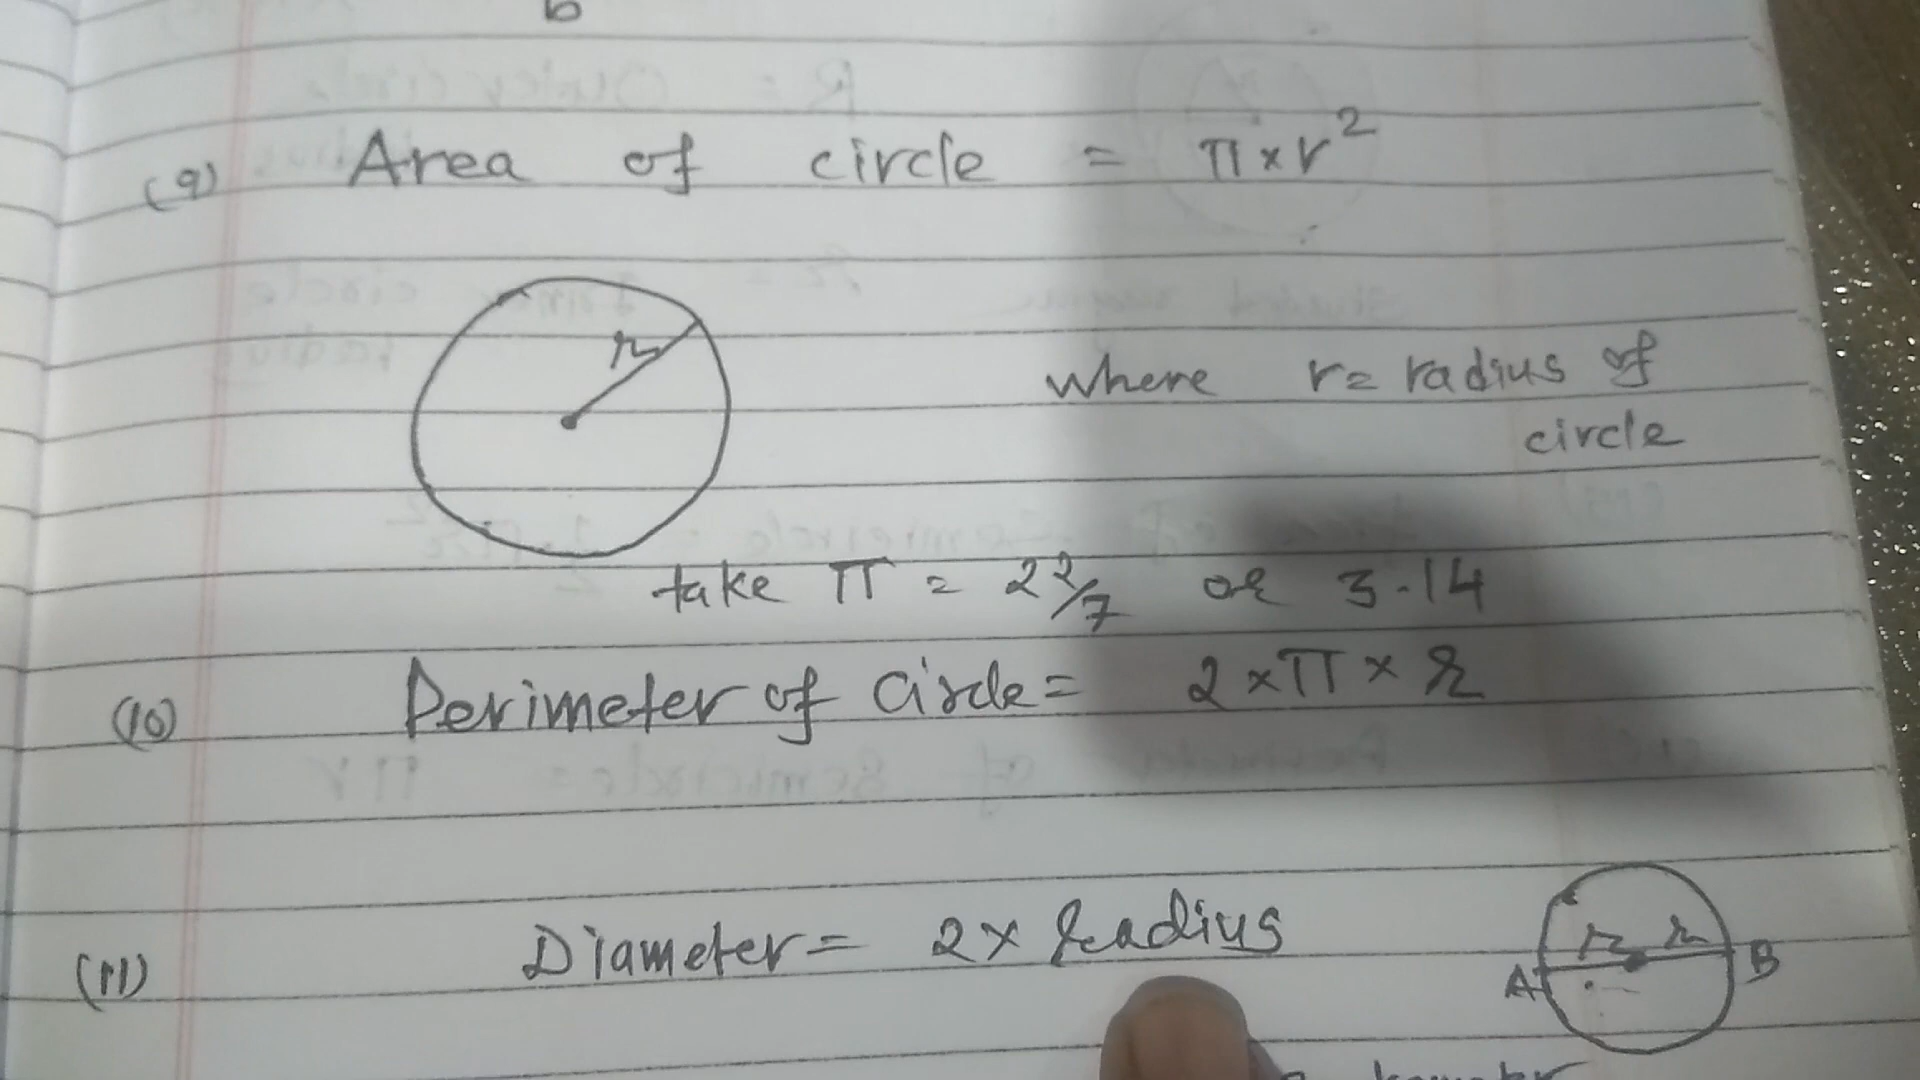 b
(9) Area of circle = π×r²
r
where r= radius of
circle
take π = 22/7 or 3.14
(10) Perimeter of Circle = 2 × π × r
(11) Diameter = 2× Radius
r r
A B